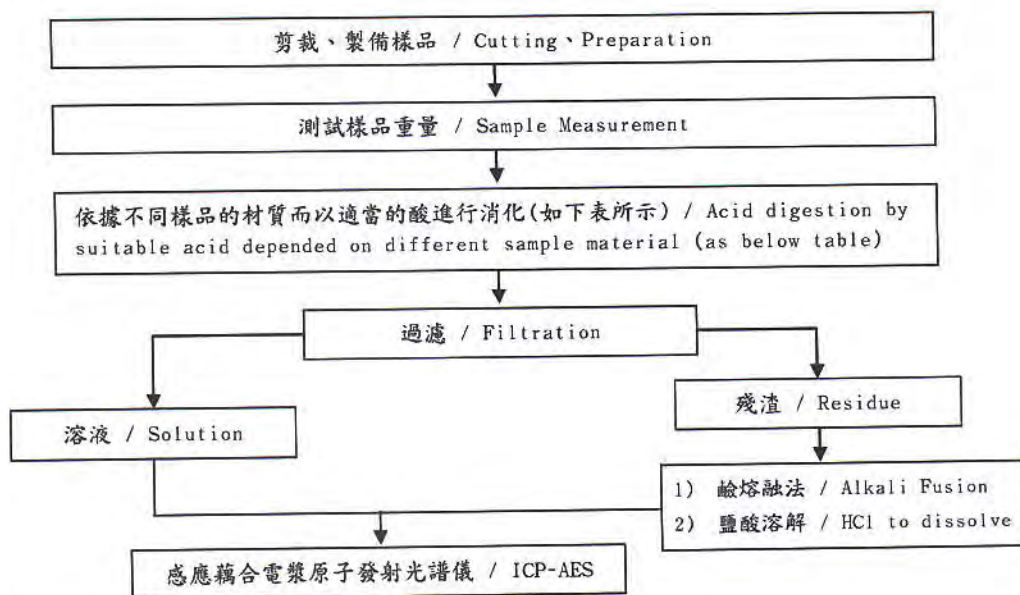 剪裁、製備樣品 / Cutting、Preparation
測試樣品重量 / Sample Measurement
依據不同樣品的材質而以適當的酸進行消化(如下表所示) / Acid digestion by
suitable acid depended on different sample material (as below table)
過濾 / Filtration
溶液 / Solution
殘渣 / Residue
1) 鹼熔融法 / Alkali Fusion
2) 鹽酸溶解 / HCl to dissolve
感應藕合電漿原子發射光譜儀 / ICP-AES